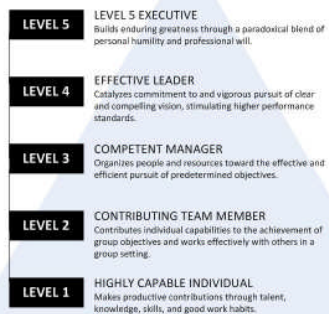 LEVEL 5
LEVEL 5 EXECUTIVE
Builds enduring greatness through a paradoxical blend of
personal humility and professional will.
LEVEL 4
EFFECTIVE LEADER
Catalyzes commitment to and vigorous pursuit of clear
and compelling vision, stimulating higher performance
standards.
LEVEL 3
COMPETENT MANAGER
Organizes people and resources toward the effective and
efficient pursuit of predetermined objectives.
LEVEL 2
CONTRIBUTING TEAM MEMBER
Contributes individual capabilities to the achievement of
group objectives and works effectively with others in a
group setting.
LEVEL 1
HIGHLY CAPABLE INDIVIDUAL
Makes productive contributions through talent,
knowledge, skills, and good work habits.